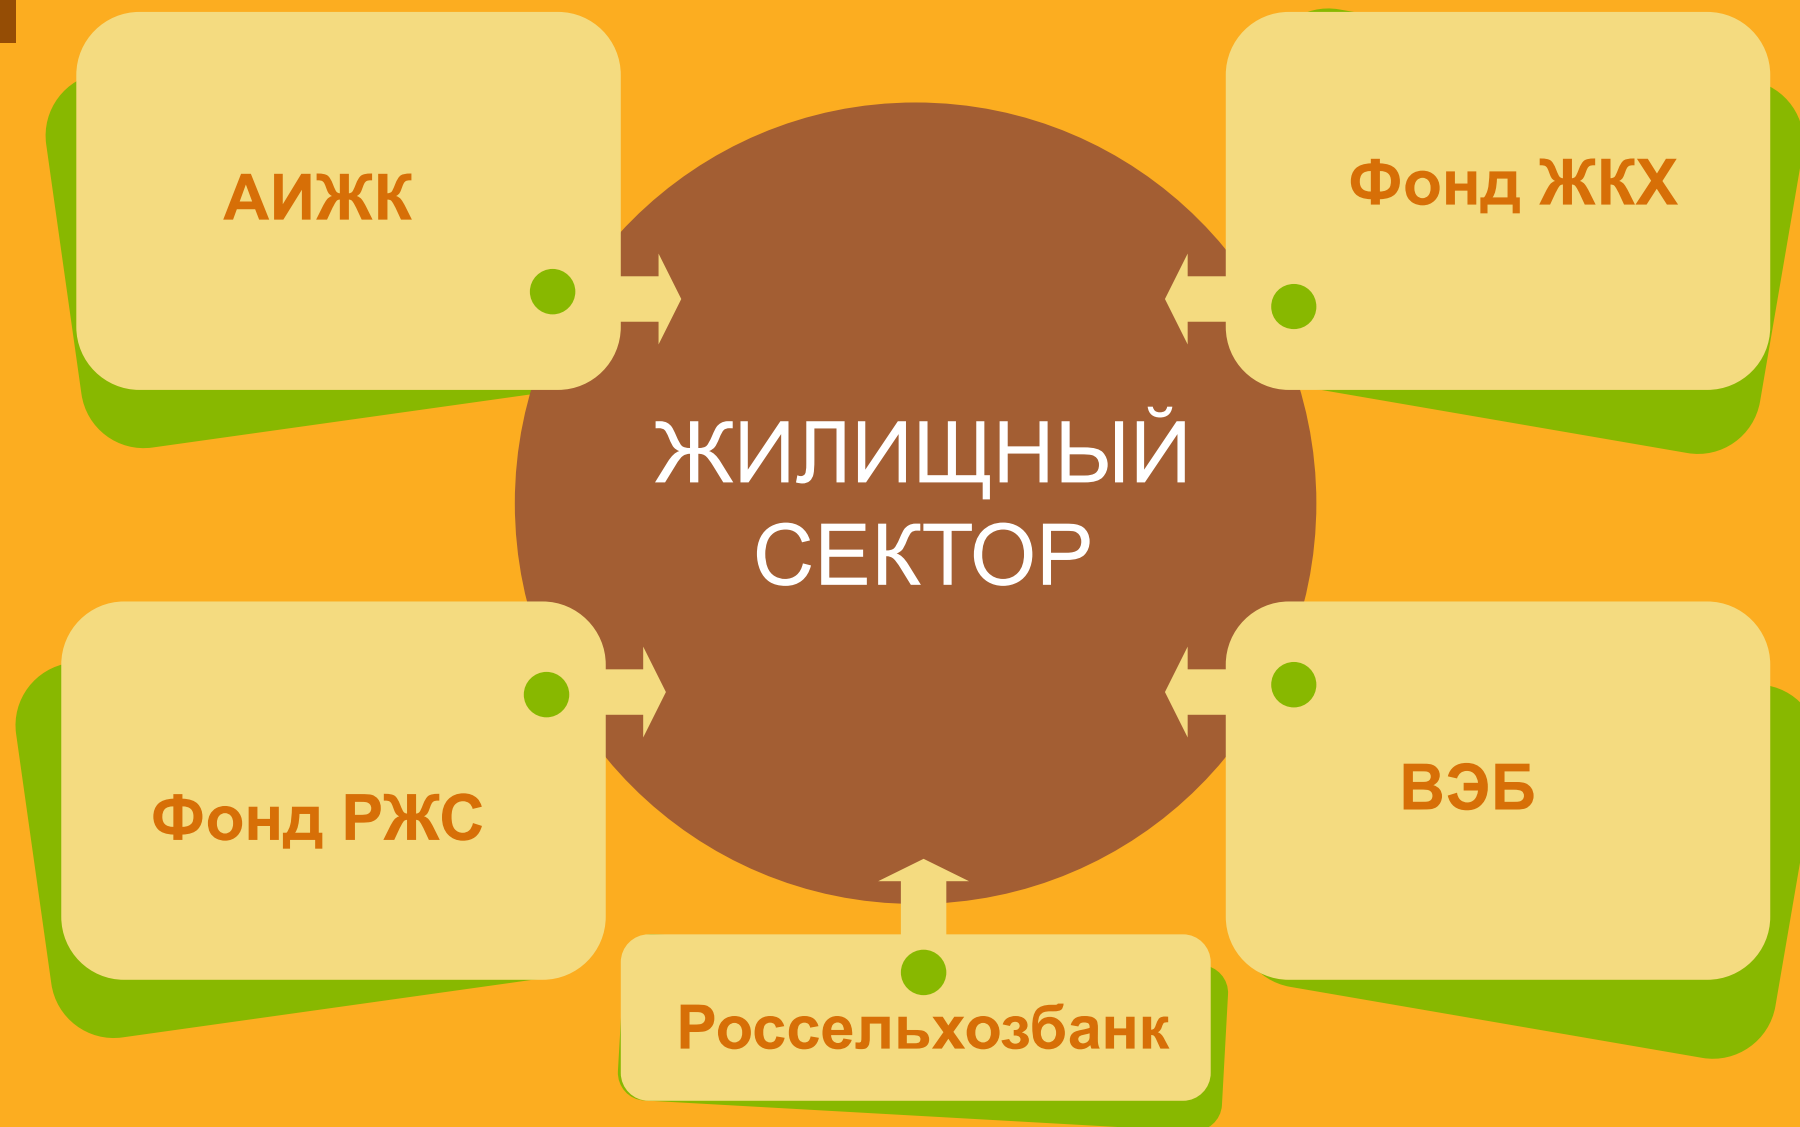 АИЖК
Фонд ЖКХ
ЖИЛИЩНЫЙ
СЕКТОР
Фонд РЖС
ВЭБ
Россельхозбанк